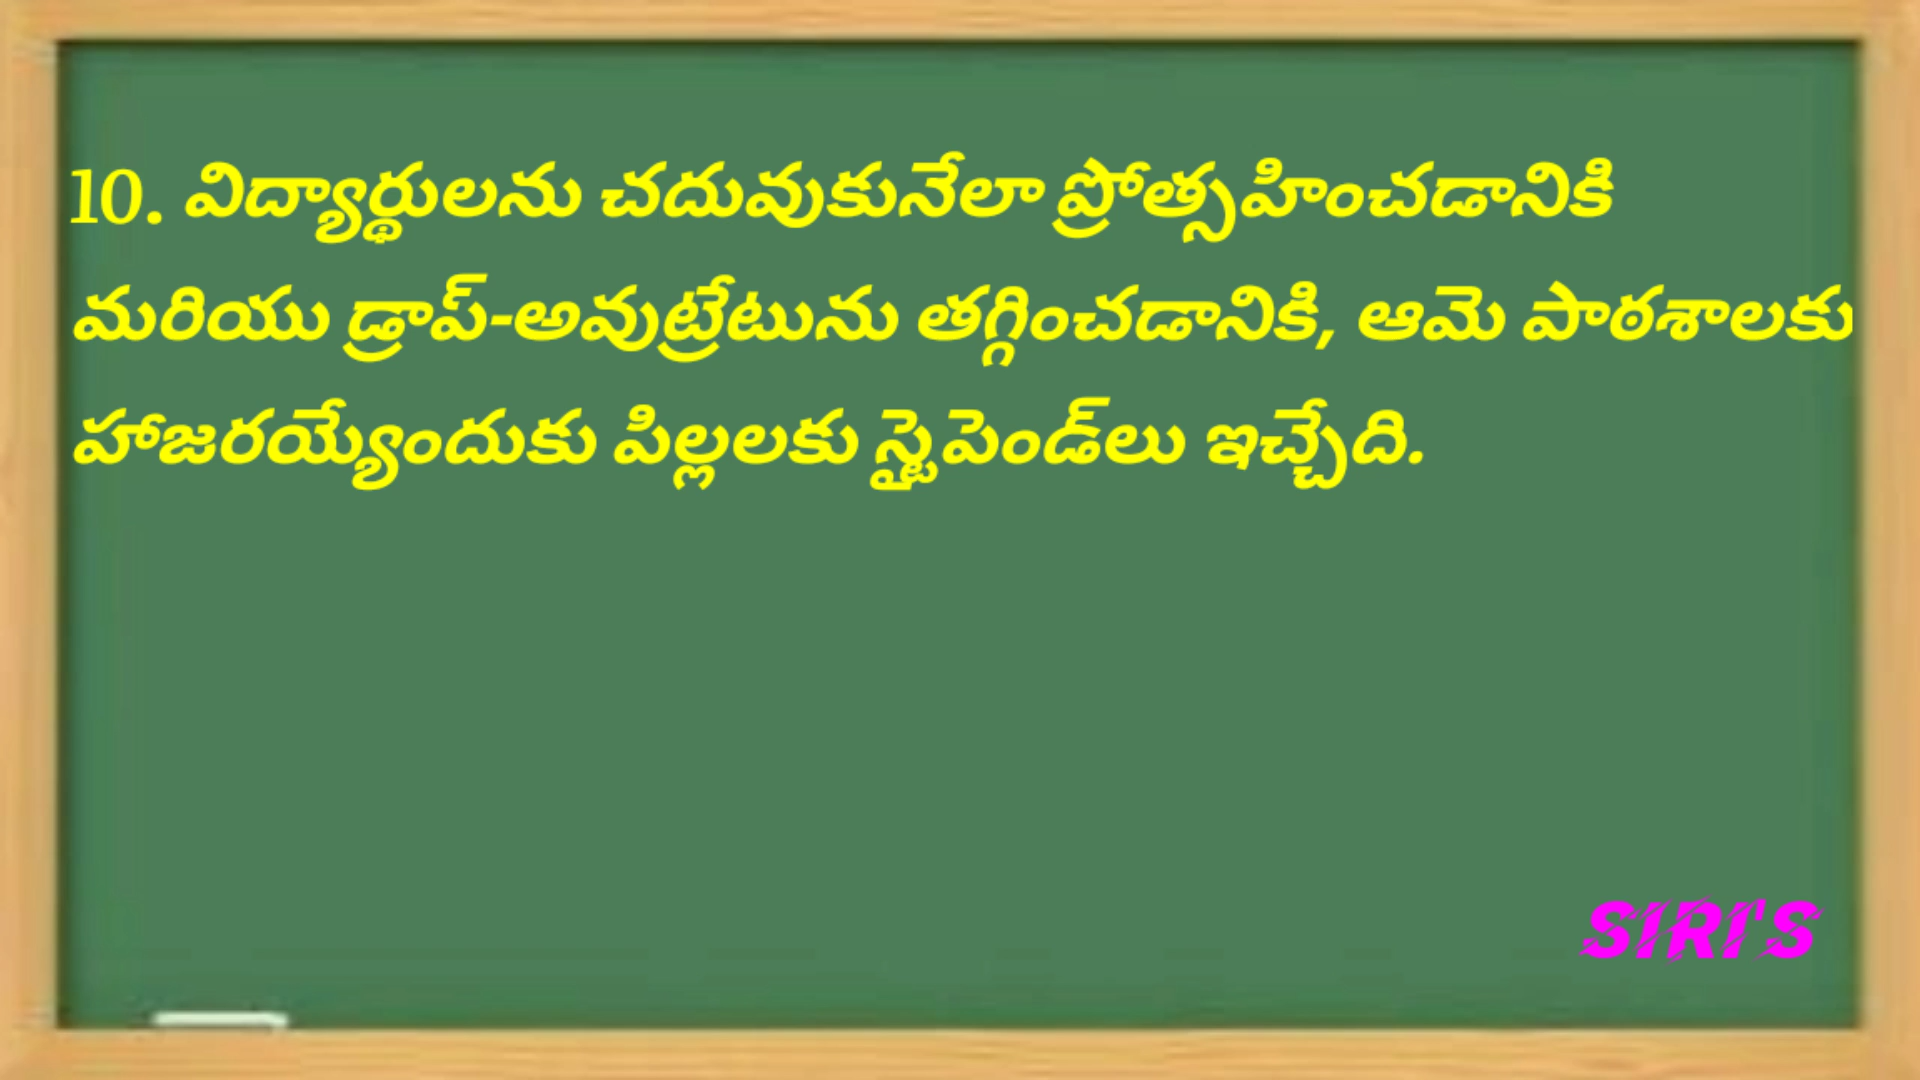 10. విద్యార్థులను చదువుకునేలా ప్రోత్సహించడానికి
మరియు డ్రాప్-అవుట్రేటును తగ్గించడానికి, ఆమె పాఠశాలకు
హాజరయ్యేందుకు పిల్లలకు స్టైపెండ్‌లు ఇచ్చేది.
SIRI'S